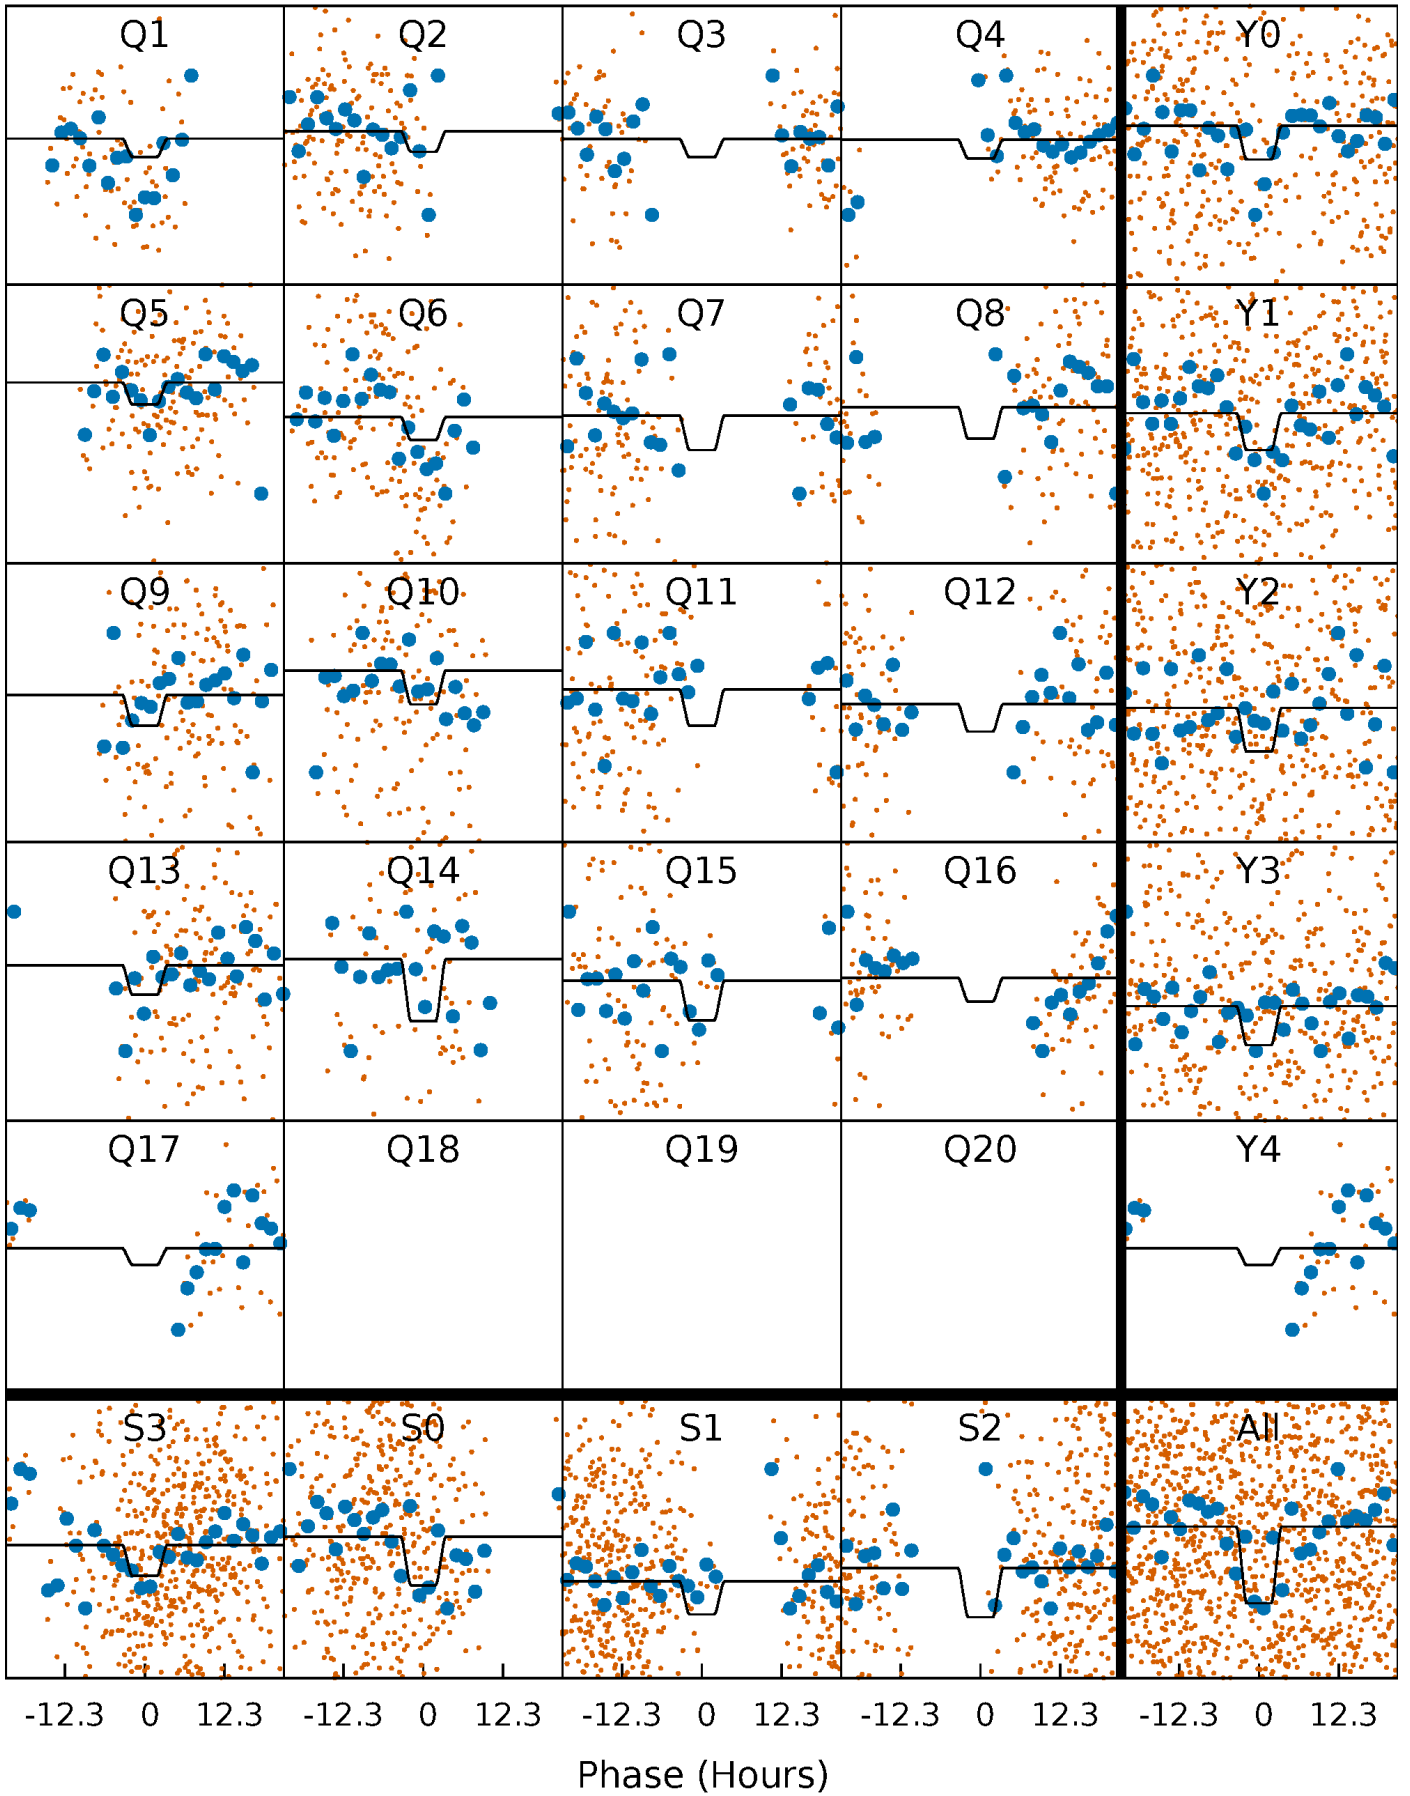 Q1 Q2 Q3 Q4 Y0
Q5 Q6 Q7 Q8 Y1
Q9 Q10 Q11 Q12 Y2
Q13 Q14 Q15 Q16 Y3
Q17 Q18 Q19 Q20 Y4
S3 S0 S1 S2 All
-12.3 0 12.3 -12.3 0 12.3 -12.3 0 12.3 -12.3 0 12.3 -12.3 0 12.3
Phase (Hours)